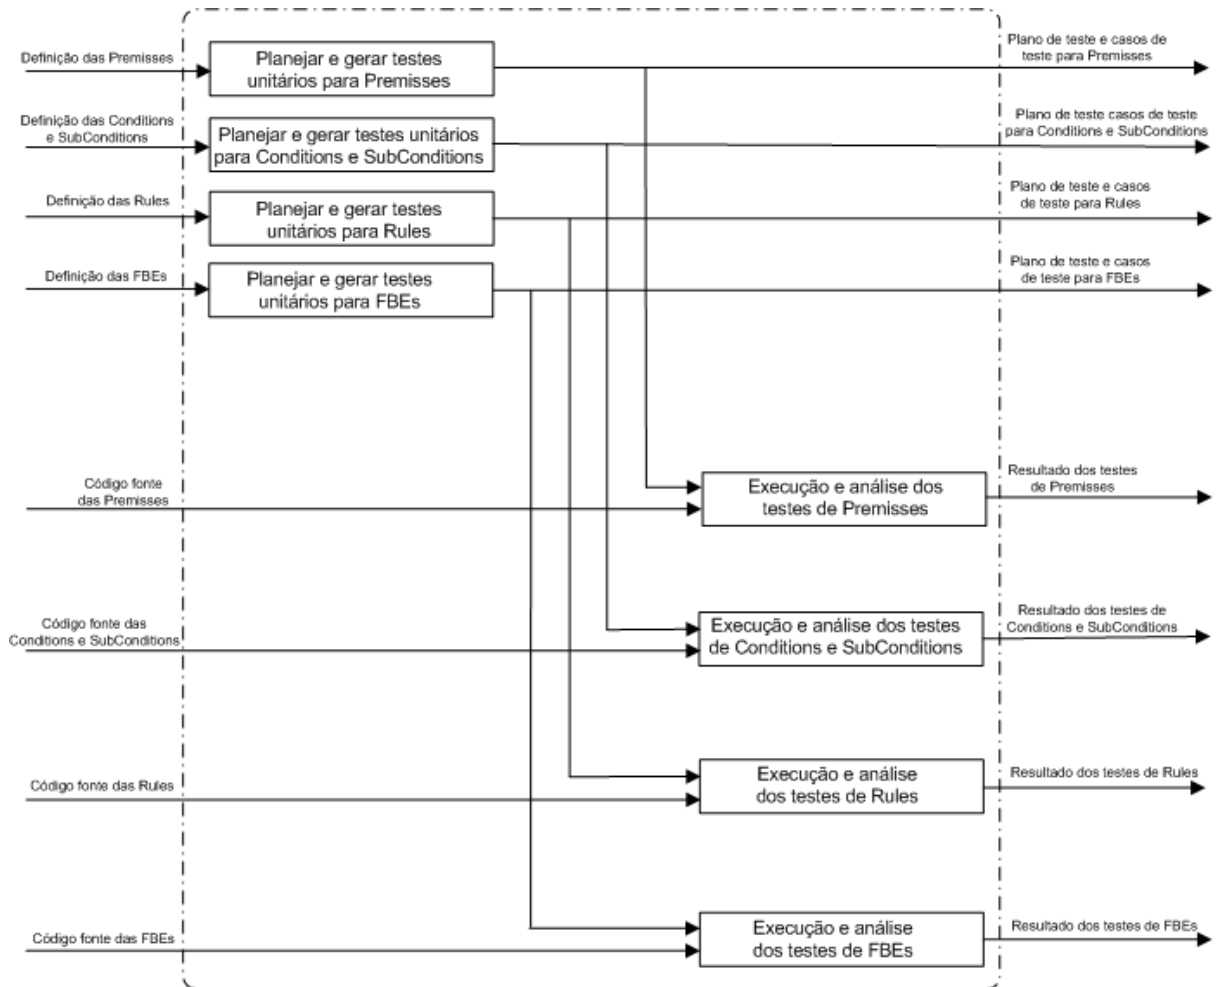 Definição das Premisses
Planejar e gerar testes
unitários para Premisses
Plano de teste e casos de
teste para Premisses
Definição das Conditions
e SubConditions
Planejar e gerar testes unitários
para Conditions e SubConditions
Plano de teste casos de teste
para Conditions e SubConditions
Definição das Rules
Planejar e gerar testes
unitários para Rules
Plano de teste e casos
de teste para Rules
Definição das FBEs
Planejar e gerar testes
unitários para FBEs
Plano de teste e casos
de teste para FBEs
Código fonte
das Premisses
Execução e análise dos
testes de Premisses
Resultado dos testes
de Premisses
Código fonte das
Conditions e SubConditions
Execução e análise dos testes
de Conditions e SubConditions
Resultado dos testes de
Conditions e SubConditions
Código fonte das Rules
Execução e análise
dos testes de Rules
Resultado dos testes de Rules
Código fonte das FBEs
Execução e análise
dos testes de FBEs
Resultado dos testes de FBEs